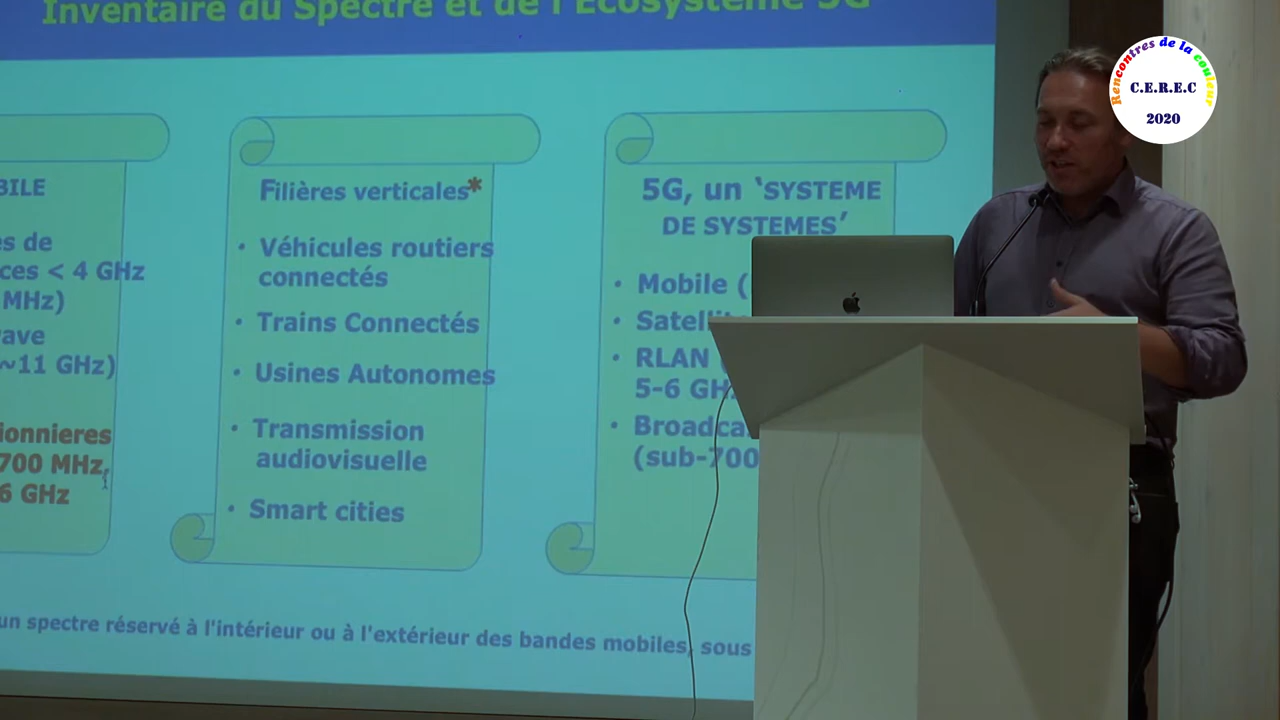 Inventaire du Spectre et de l'Ecosystème 5G
BILE
es de
ces < 4 GHz
MHz)
ave
~11 GHz)
ionnieres
700 MHz,
6 GHz
Filières verticales*
• Véhicules routiers
connectés
• Trains Connectés
• Usines Autonomes
• Transmission
audiovisuelle
• Smart cities
5G, un ‘SYSTEME
DE SYSTEMES’
• Mobile (
• Satellit
• RLAN (
5-6 GH
• Broadca
(sub-700
un spectre réservé à l'intérieur ou à l'extérieur des bandes mobiles, sous
Rencontres de la couleur
C.E.R.E.C
2020